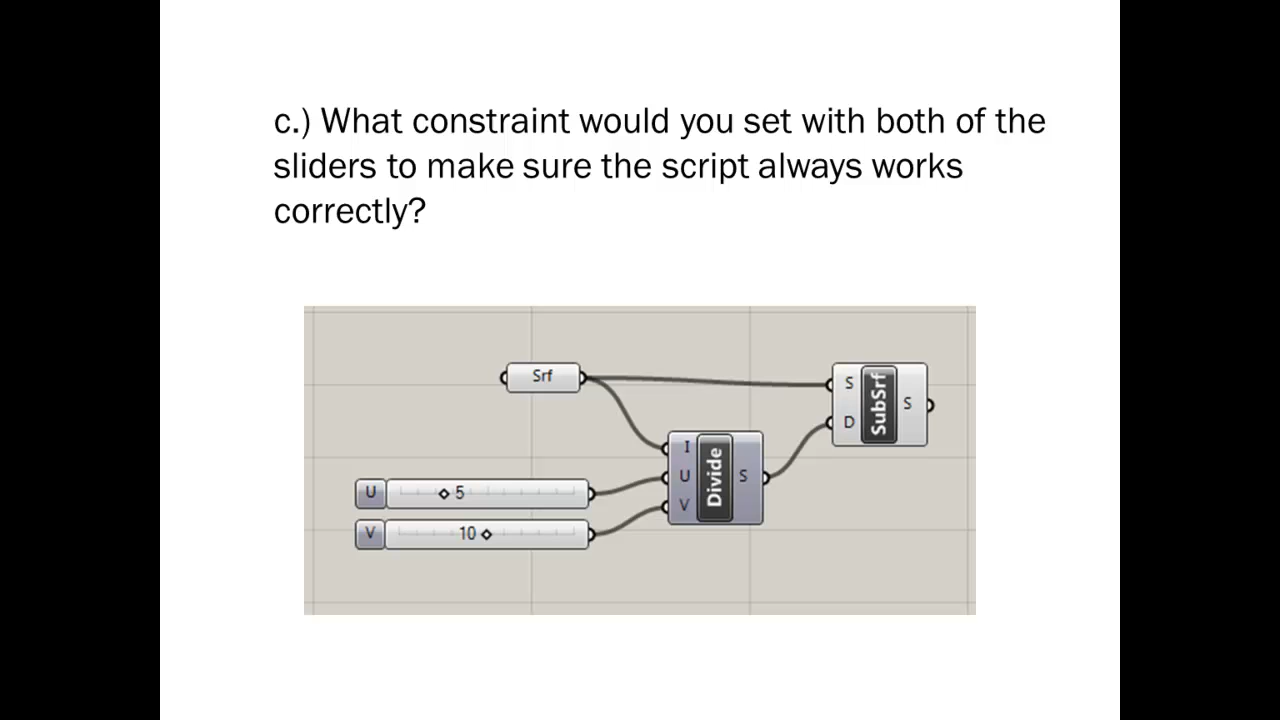 c.) What constraint would you set with both of the
sliders to make sure the script always works
correctly?
Srf
S
D
SubSrf
S
I
U
V
Divide
S
U
5
V
10